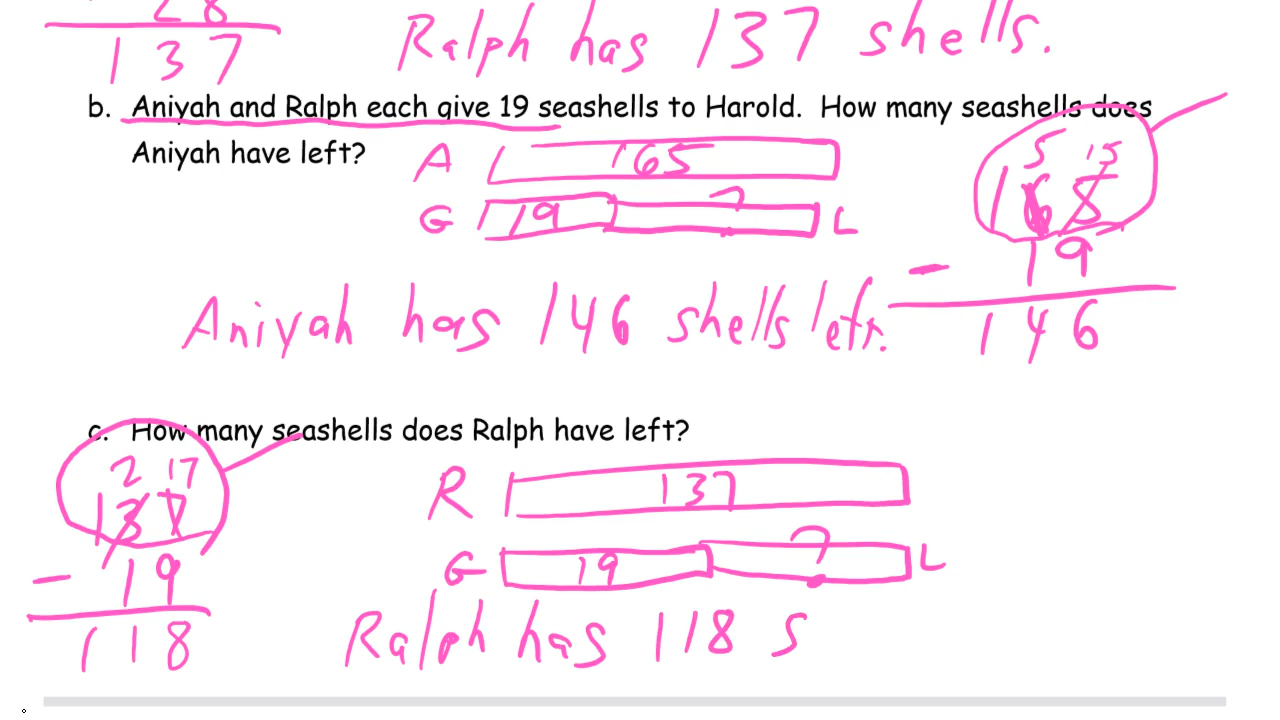 28
137
Ralph has 137 shells.
b. Aniyah and Ralph each give 19 seashells to Harold. How many seashells does
Aniyah have left?
A 165
G 19 ? L
5 15
165
- 19
146
Aniyah has 146 shells left.
c. How many seashells does Ralph have left?
2 17
137
- 19
118
R 137
G 19 ? L
Ralph has 118 s